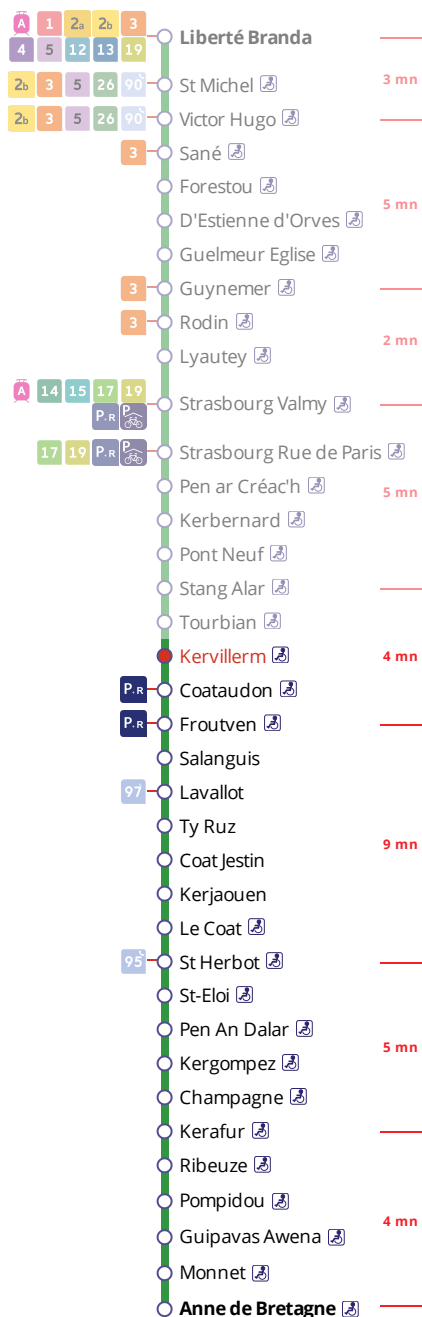 A 1 2a 2b 3
4 5 12 13 19
Liberté Branda
3 mn
2b 3 5 26 90
St Michel
2b 3 5 26 90
Victor Hugo
3
Sané
Forestou
5 mn
D'Estienne d'Orves
Guelmeur Eglise
3
Guynemer
3
Rodin
2 mn
Lyautey
A 14 15 17 19
P+R P
Strasbourg Valmy
17 19 P+R P
Strasbourg Rue de Paris
Pen ar Créac'h
5 mn
Kerbernard
Pont Neuf
Stang Alar
Tourbian
Kervillerm
4 mn
P+R
Coataudon
P+R
Froutven
Salanguis
97
Lavallot
Ty Ruz
9 mn
Coat Jestin
Kerjaouen
Le Coat
95
St Herbot
St-Eloi
Pen An Dalar
5 mn
Kergompez
Champagne
Kerafur
Ribeuze
Pompidou
4 mn
Guipavas Awena
Monnet
Anne de Bretagne